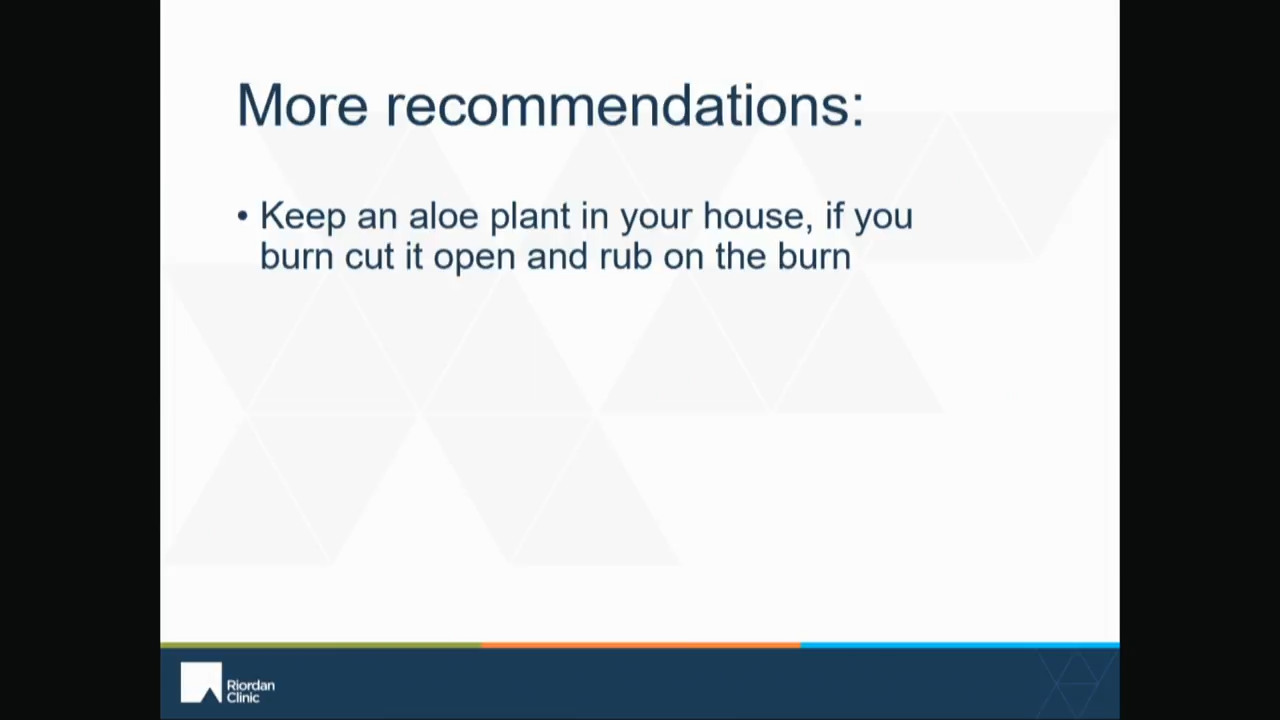 More recommendations:
• Keep an aloe plant in your house, if you
burn cut it open and rub on the burn
Riordan
Clinic